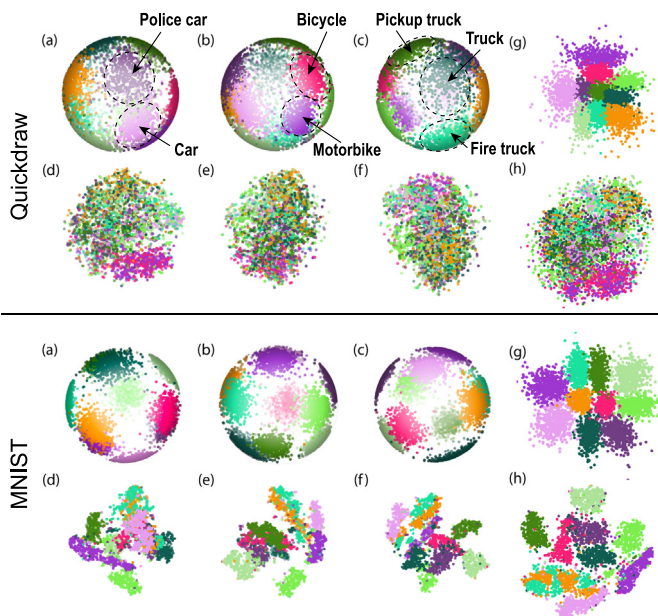 Police car
Bicycle
Pickup truck
Truck
(a)
(b)
(c)
(g)
Car
Motorbike
Fire truck
Quickdraw
(d)
(e)
(f)
(h)
(a)
(b)
(c)
(g)
MNIST
(d)
(e)
(f)
(h)